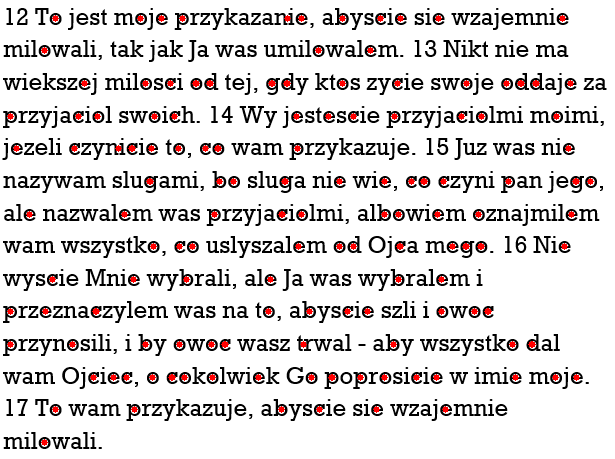 12 To jest moje przykazanie, abyscie sie wzajemnie
milowali, tak jak Ja was umilowalem. 13 Nikt nie ma
wiekszej milosci od tej, gdy ktos zycie swoje oddaje za
przyjaciol swoich. 14 Wy jestescie przyjaciolmi moimi,
jezeli czynicie to, co wam przykazuje. 15 Juz was nie
nazywam slugami, bo sluga nie wie, co czyni pan jego,
ale nazwalem was przyjaciolmi, albowiem oznajmilem
wam wszystko, co uslyszalem od Ojca mego. 16 Nie
wyscie Mnie wybrali, ale Ja was wybralem i
przeznaczylem was na to, abyscie szli i owoc
przynosili, i by owoc wasz trwal - aby wszystko dal
wam Ojciec, o cokolwiek Go poprosicie w imie moje.
17 To wam przykazuje, abyscie sie wzajemnie
milowali.